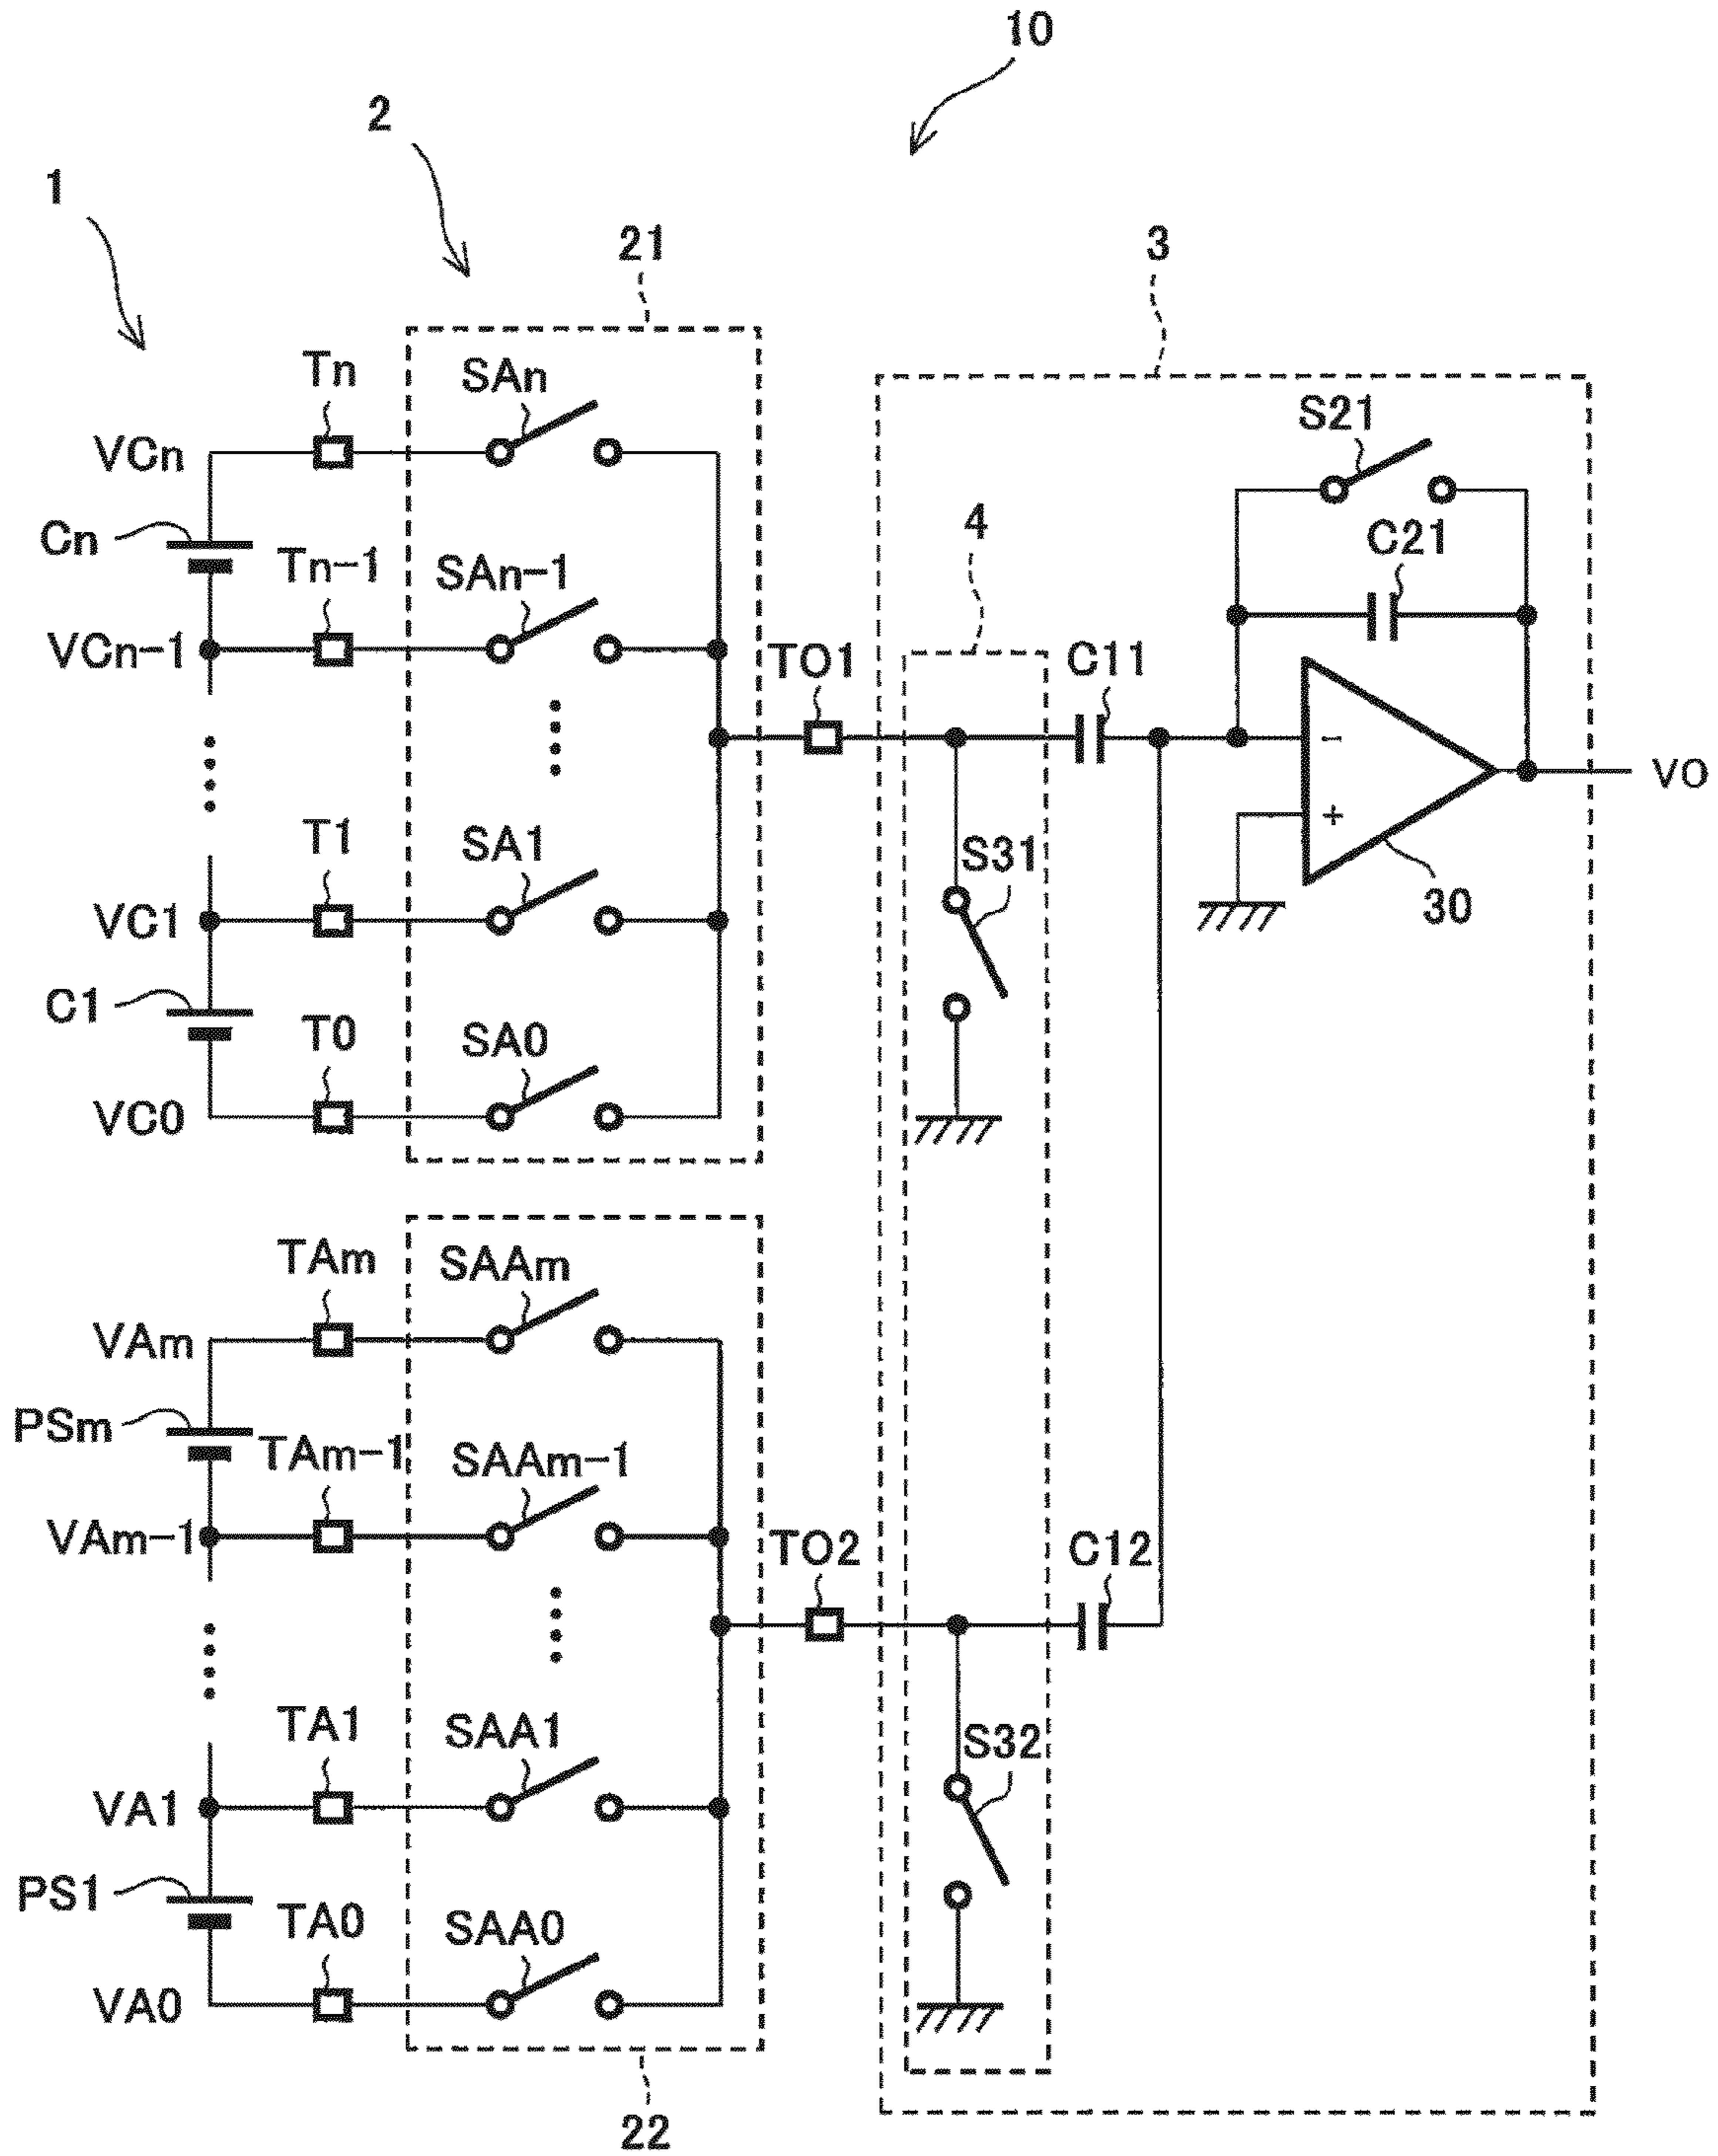 10
2
1
21
3
Tn
SAn
S21
VCn
Cn
4
C21
Tn-1
SAn-1
VCn-1
TO1
C11
-
VO
T1
SA1
S31
+
30
VC1
C1
T0
SA0
VC0
TAm
SAAm
VAm
PSm
TAm-1
SAAm-1
VAm-1
TO2
C12
TA1
SAA1
S32
VA1
PS1
TA0
SAA0
VA0
22